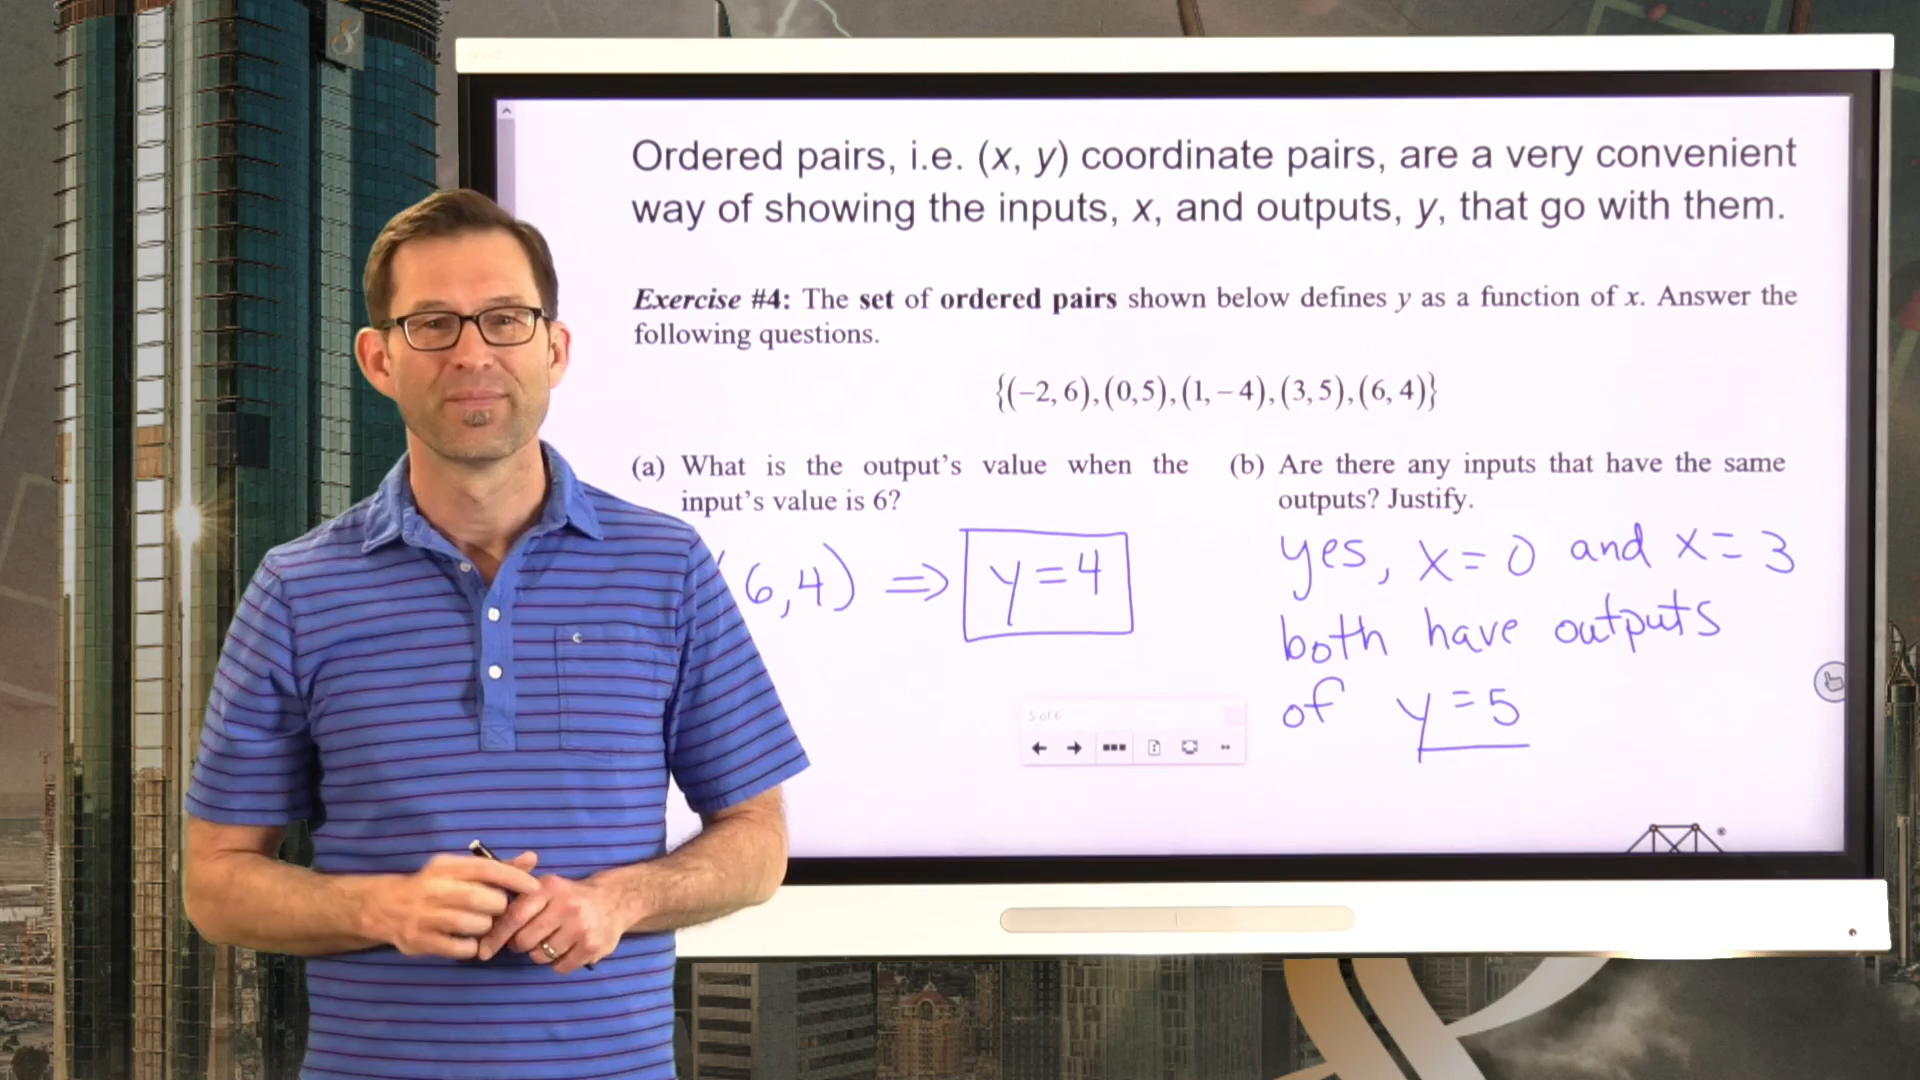 Ordered pairs, i.e. (x, y) coordinate pairs, are a very convenient
way of showing the inputs, x, and outputs, y, that go with them.
Exercise #4: The set of ordered pairs shown below defines y as a function of x. Answer the
following questions.
{(−2, 6), (0,5), (1, −4), (3,5), (6, 4)}
(a) What is the output's value when the
input's value is 6?
(6,4) ⇒ y=4
(b) Are there any inputs that have the same
outputs? Justify.
yes, x=0 and x=3
both have outputs
of y=5
5 of 6
8